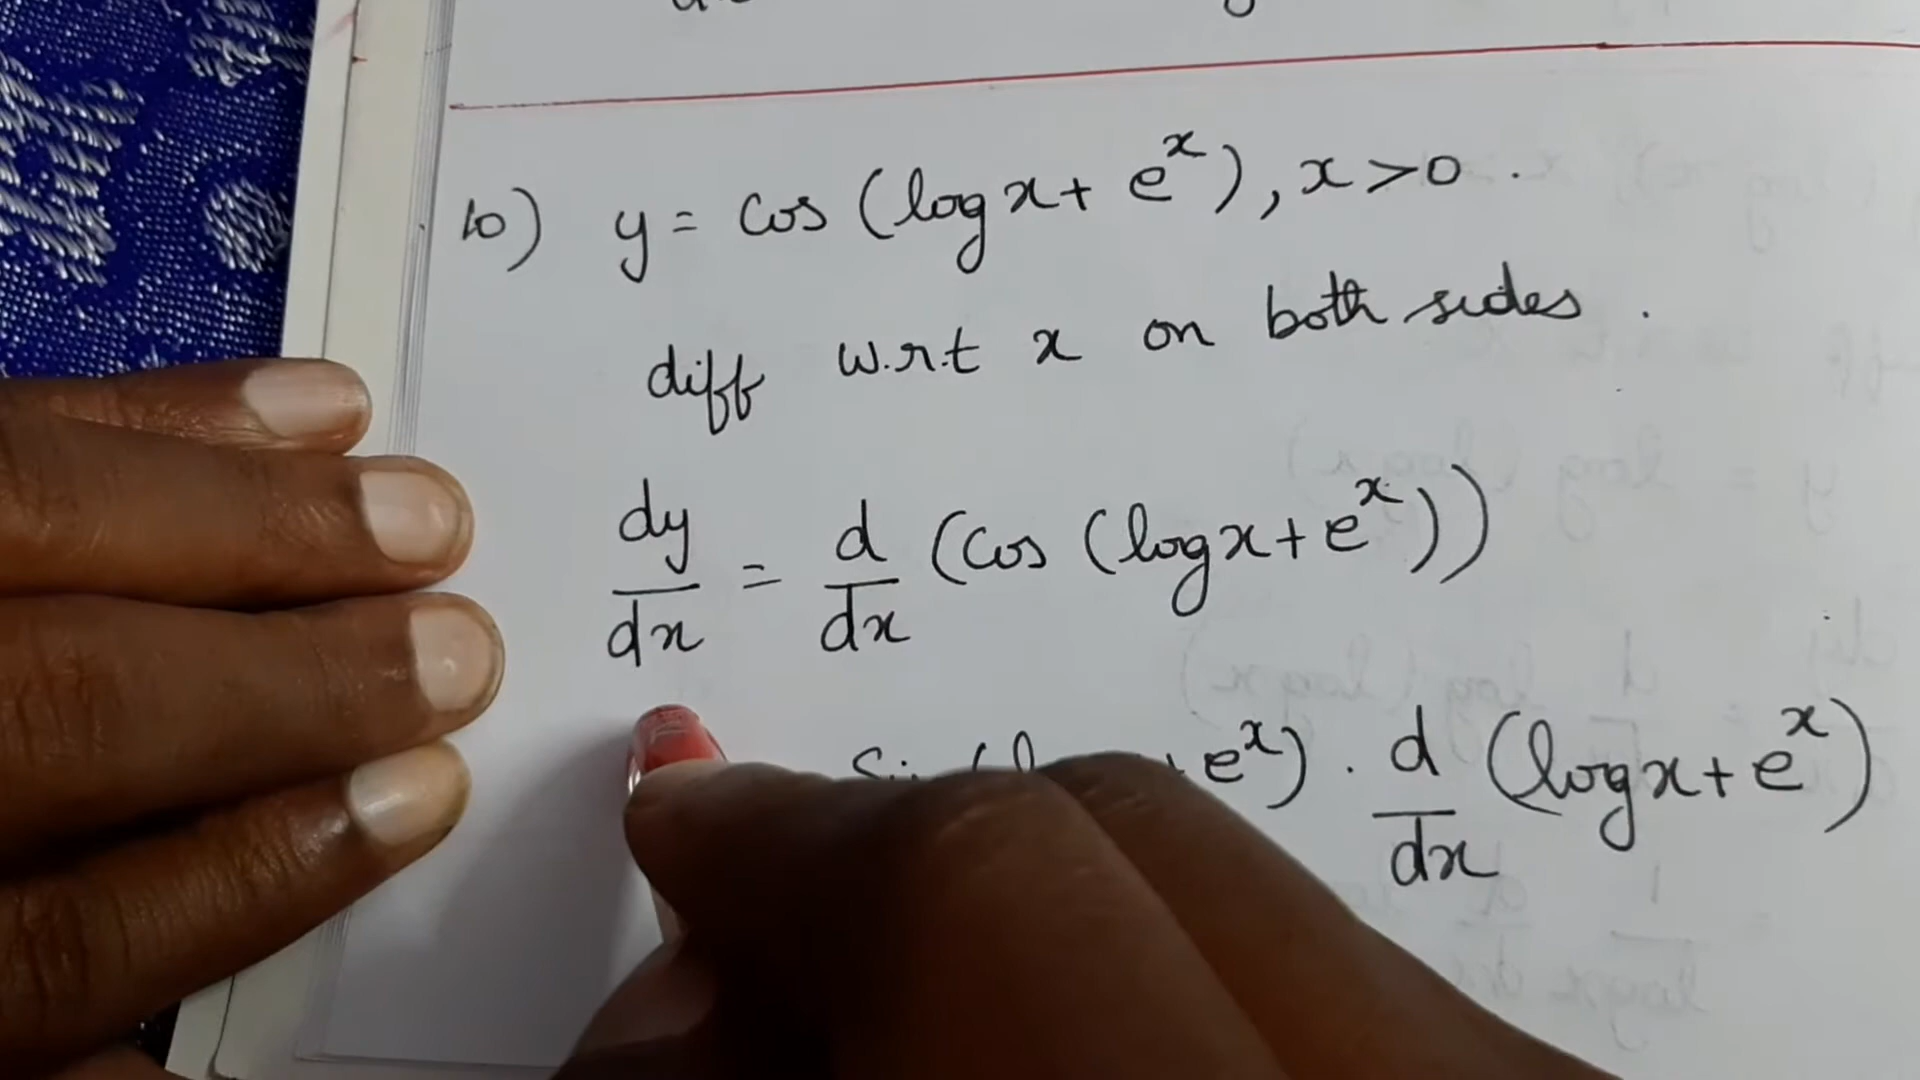 10) y = cos (log x + e^x), x > 0 .
diff w.r.t x on both sides .
dy/dx = d/dx (cos (log x + e^x))
e^x) . d/dx (log x + e^x)